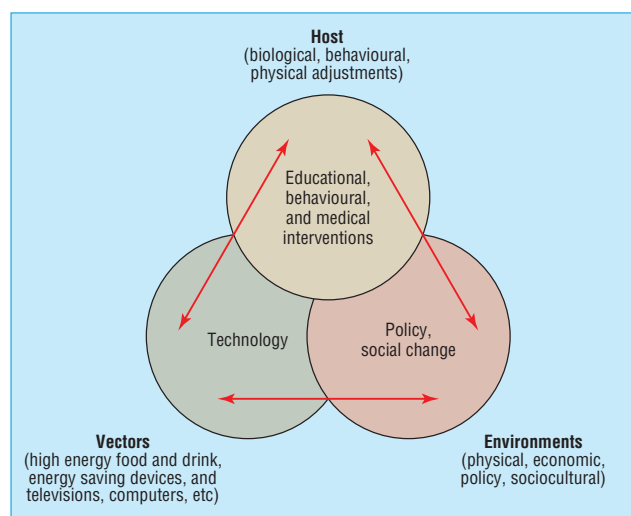 Host
(biological, behavioural,
physical adjustments)
Educational,
behavioural,
and medical
interventions
Technology
Policy,
social change
Vectors
(high energy food and drink,
energy saving devices, and
televisions, computers, etc)
Environments
(physical, economic,
policy, sociocultural)